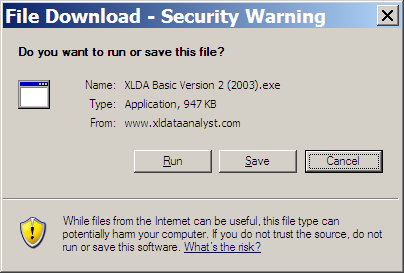 File Download - Security Warning
Do you want to run or save this file?
Name: XLDA Basic Version 2 (2003).exe
Type: Application, 947 KB
From: www.xldataanalyst.com
Run Save Cancel
While files from the Internet can be useful, this file type can
potentially harm your computer. If you do not trust the source, do not
run or save this software. What's the risk?